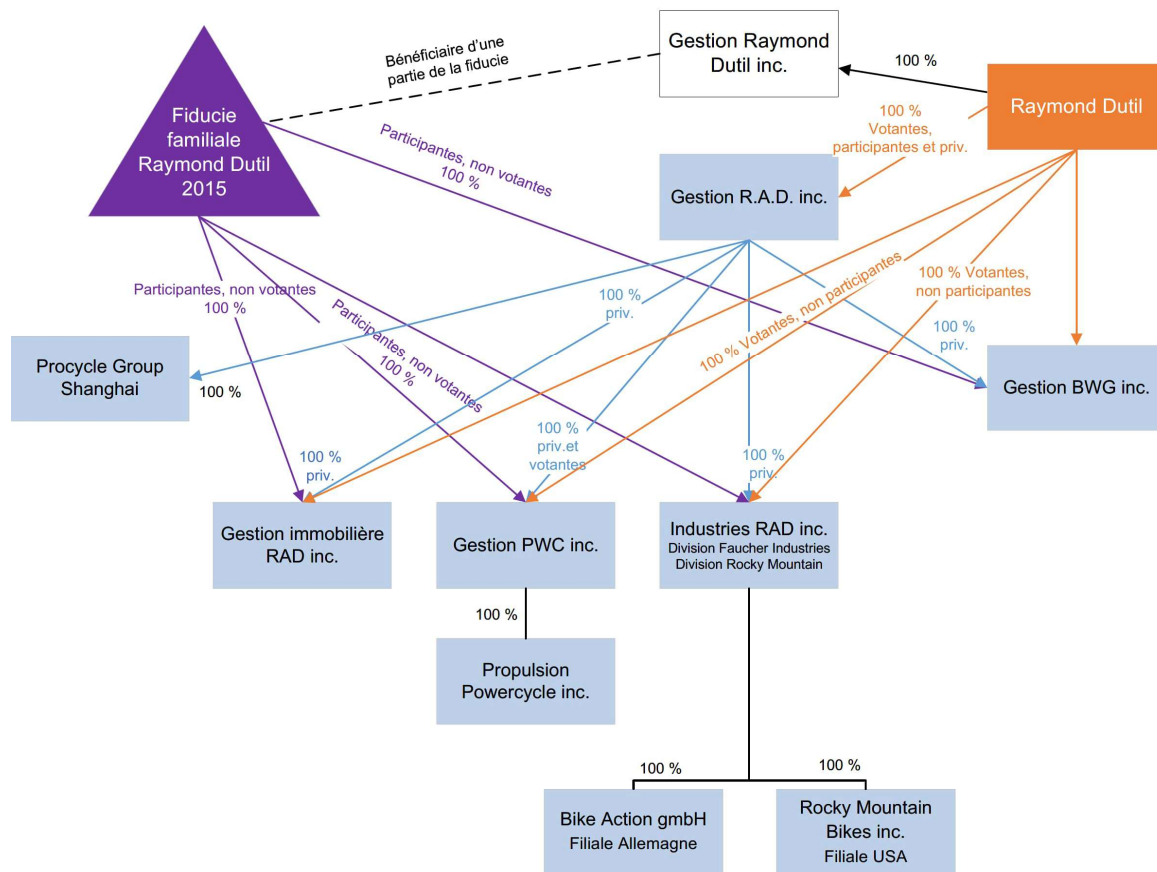 Bénéficiaire d'une
partie de la fiducie
Gestion Raymond
Dutil inc.
100 %
Raymond Dutil
Fiducie
familiale
Raymond Dutil
2015
Participantes, non votantes
100 %
100 %
Votantes,
participantes et priv.
Gestion R.A.D. inc.
Participantes, non votantes
100 %
Participantes, non votantes
100 %
100 %
priv.
100 % Votantes, non participantes
100 % Votantes,
non participantes
100 %
priv.
Procycle Group
Shanghai
100 %
Gestion BWG inc.
100 %
priv.
100 %
priv.et
votantes
100 %
priv.
Gestion immobilière
RAD inc.
Gestion PWC inc.
Industries RAD inc.
Division Faucher Industries
Division Rocky Mountain
100 %
Propulsion
Powercycle inc.
100 %
100 %
Bike Action gmbH
Filiale Allemagne
Rocky Mountain
Bikes inc.
Filiale USA